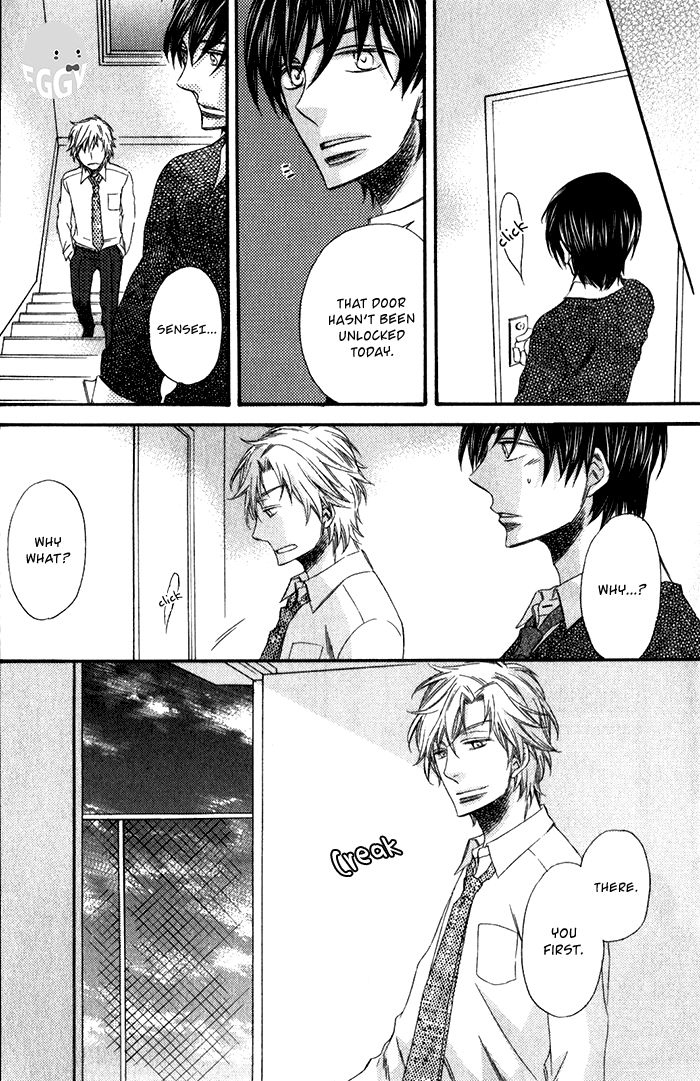 click
THAT DOOR
HASN'T BEEN
UNLOCKED
TODAY.
SENSEI...
EGGY
WHY...?
click
WHY
WHAT?
Creak
THERE.
YOU
FIRST.